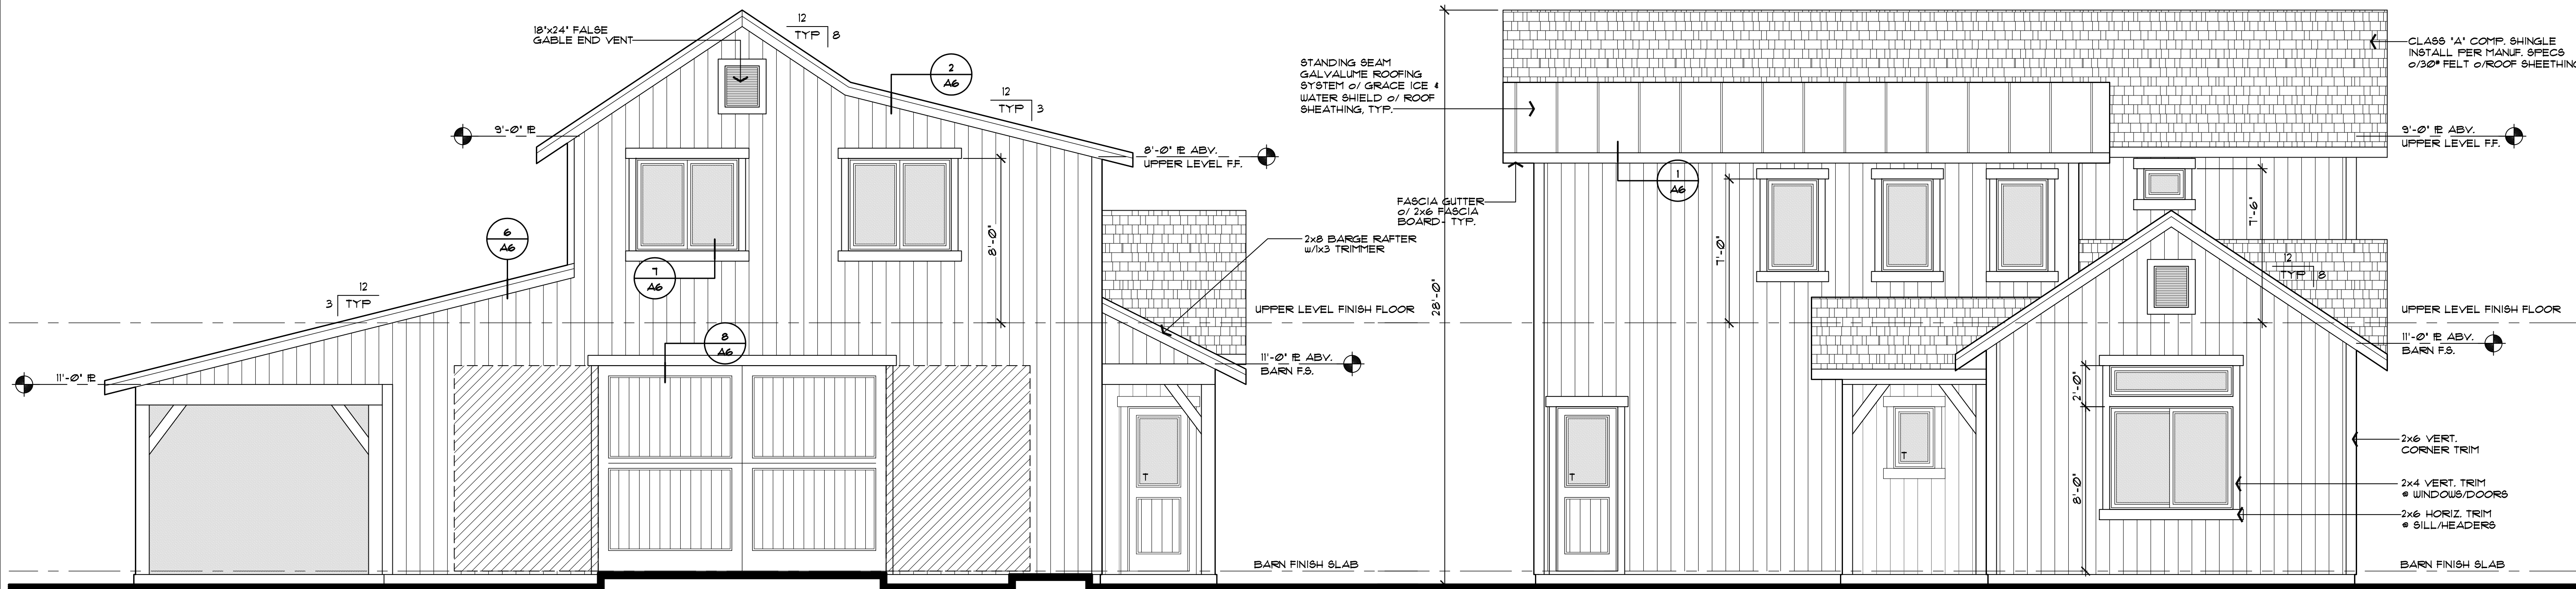 18"x24" FALSE
GABLE END VENT
12
TYP 8
2
A6
12
TYP 3
9'-0" PL
8'-0" PL ABV.
UPPER LEVEL F.F.
6
A6
7
A6
8'-0"
12
3 TYP
8
A6
11'-0" PL
2x8 BARGE RAFTER
w/1x3 TRIMMER
UPPER LEVEL FINISH FLOOR
11'-0" PL ABV.
BARN F.S.
T
BARN FINISH SLAB
28'-0"
STANDING SEAM
GALVALUME ROOFING
SYSTEM o/ GRACE ICE &
WATER SHIELD o/ ROOF
SHEATHING, TYP.
FASCIA GUTTER
o/ 2x6 FASCIA
BOARD- TYP.
1
A6
7'-0"
7'-6"
12
TYP 8
T
T
2'-0"
8'-0"
CLASS "A" COMP. SHINGLE
INSTALL PER MANUF. SPECS
o/30# FELT o/ROOF SHEETHING
9'-0" PL ABV.
UPPER LEVEL F.F.
UPPER LEVEL FINISH FLOOR
11'-0" PL ABV.
BARN F.S.
2x6 VERT.
CORNER TRIM
2x4 VERT. TRIM
@ WINDOWS/DOORS
2x6 HORIZ. TRIM
@ SILL/HEADERS
BARN FINISH SLAB